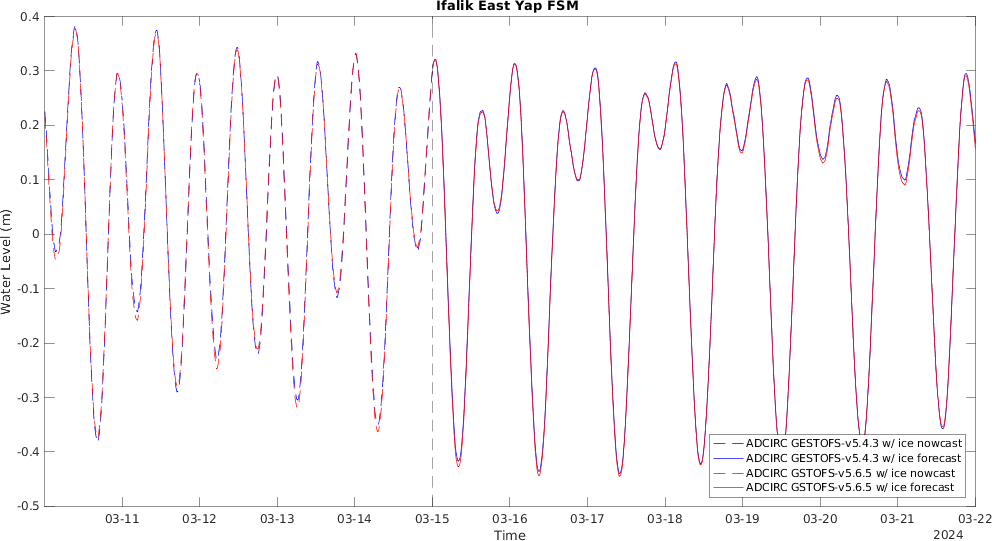 Ifalik East Yap FSM
0.4
0.3
0.2
0.1
0
-0.1
-0.2
-0.3
-0.4
-0.5
Water Level (m)
ADCIRC GESTOFS-v5.4.3 w/ ice nowcast
ADCIRC GESTOFS-v5.4.3 w/ ice forecast
ADCIRC GSTOFS-v5.6.5 w/ ice nowcast
ADCIRC GSTOFS-v5.6.5 w/ ice forecast
03-11 03-12 03-13 03-14 03-15 03-16 03-17 03-18 03-19 03-20 03-21 03-22
Time
2024